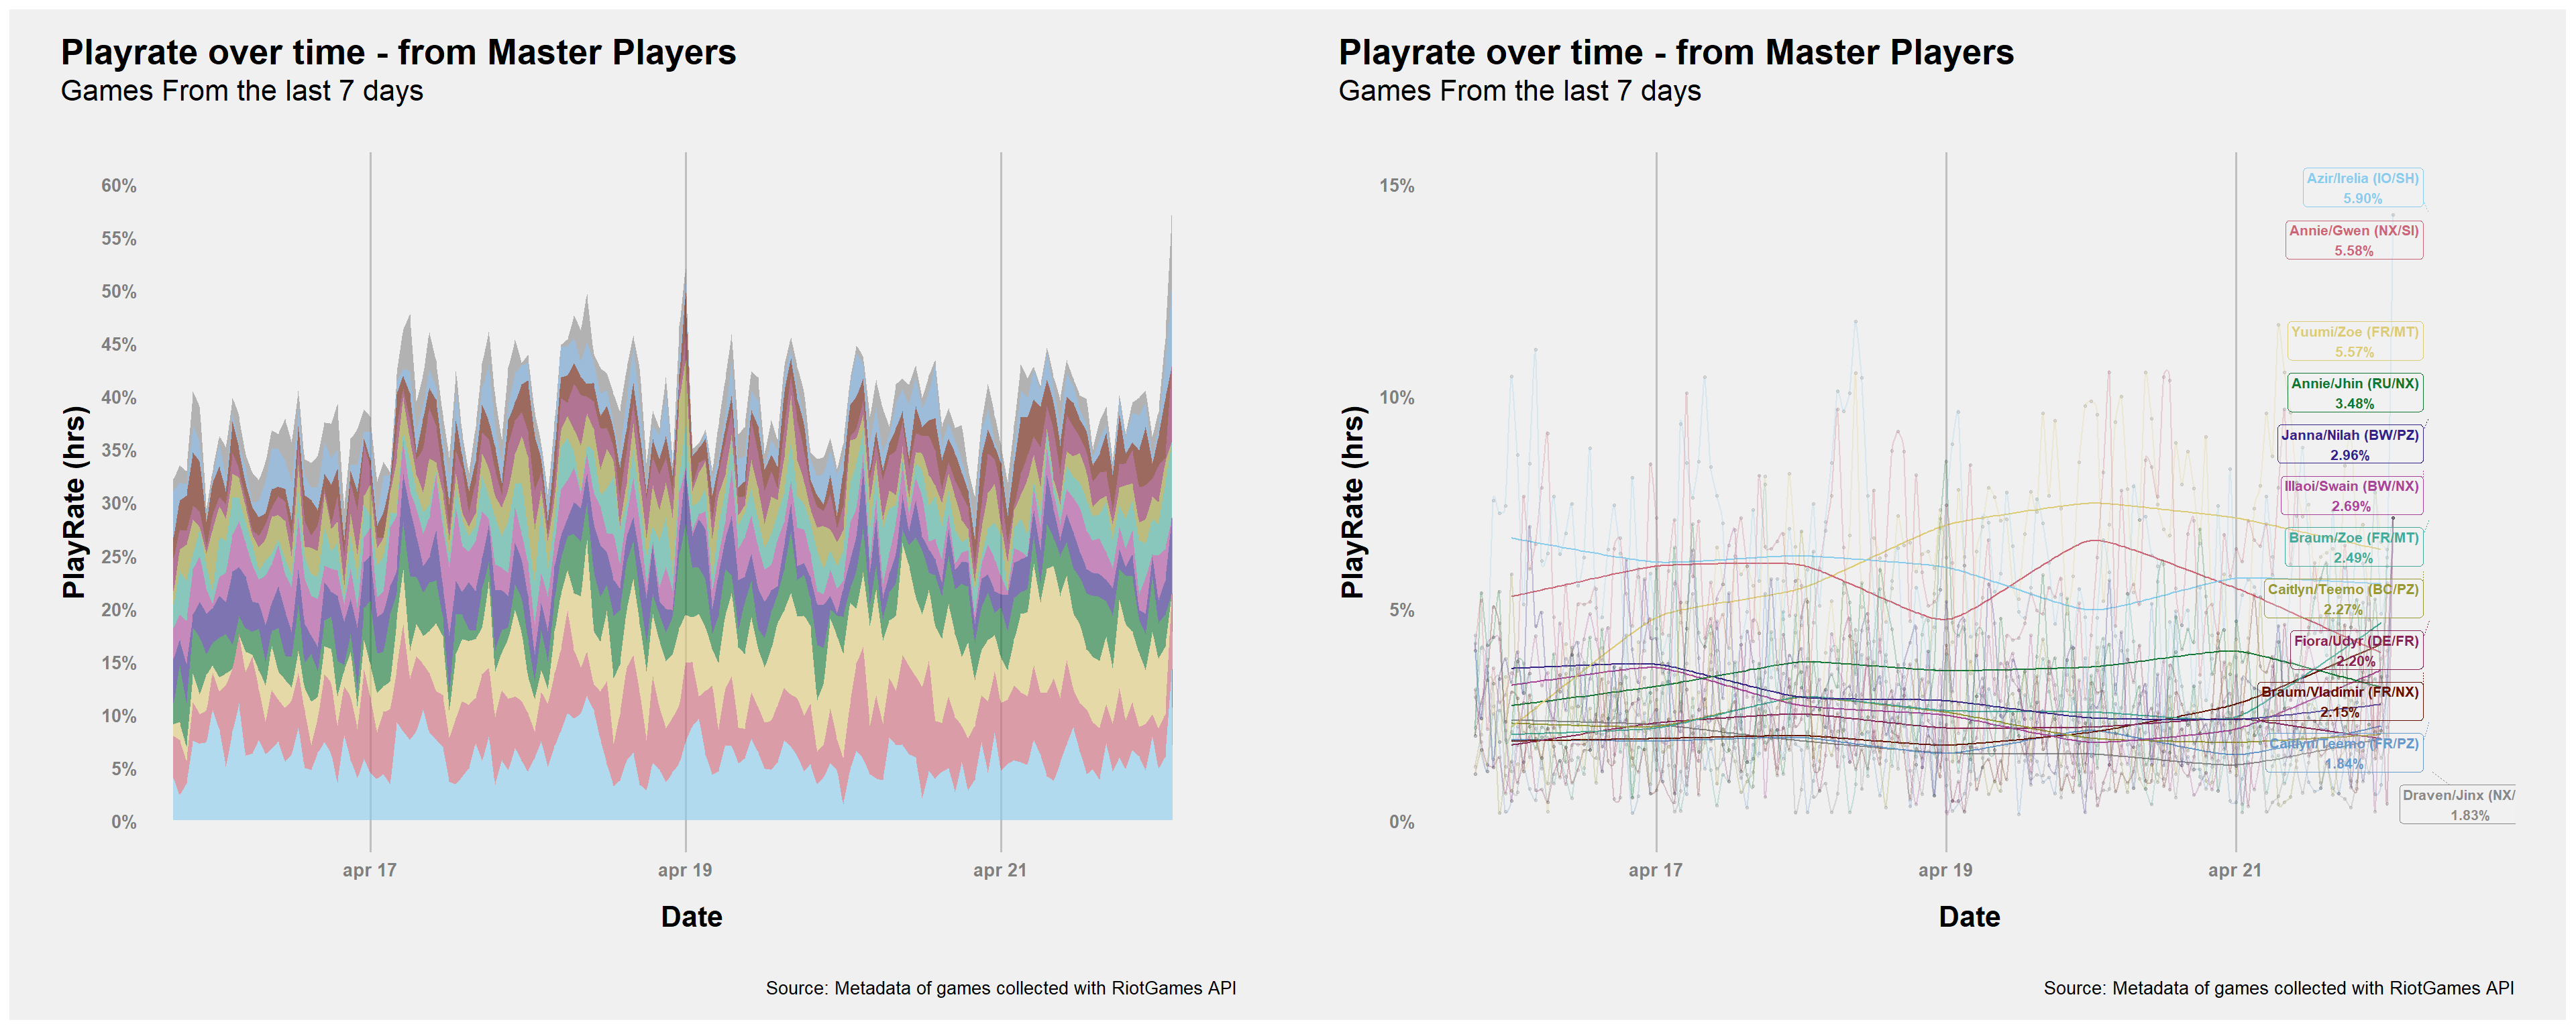 Playrate over time - from Master Players
Games From the last 7 days
60%
55%
50%
45%
40%
35%
30%
25%
20%
15%
10%
5%
0%
PlayRate (hrs)
apr 17
apr 19
apr 21
Date
Source: Metadata of games collected with RiotGames API
Playrate over time - from Master Players
Games From the last 7 days
15%
10%
5%
0%
PlayRate (hrs)
Azir/Irelia (IO/SH)
5.90%
Annie/Gwen (NX/SI)
5.58%
Yuumi/Zoe (FR/MT)
5.57%
Annie/Jhin (RU/NX)
3.48%
Janna/Nilah (BW/PZ)
2.96%
Illaoi/Swain (BW/NX)
2.69%
Braum/Zoe (FR/MT)
2.49%
Caitlyn/Teemo (BC/PZ)
2.27%
Fiora/Udyr (DE/FR)
2.20%
Braum/Vladimir (FR/NX)
2.15%
Caitlyn/Teemo (FR/PZ)
1.84%
Draven/Jinx (NX/
1.83%
apr 17
apr 19
apr 21
Date
Source: Metadata of games collected with RiotGames API